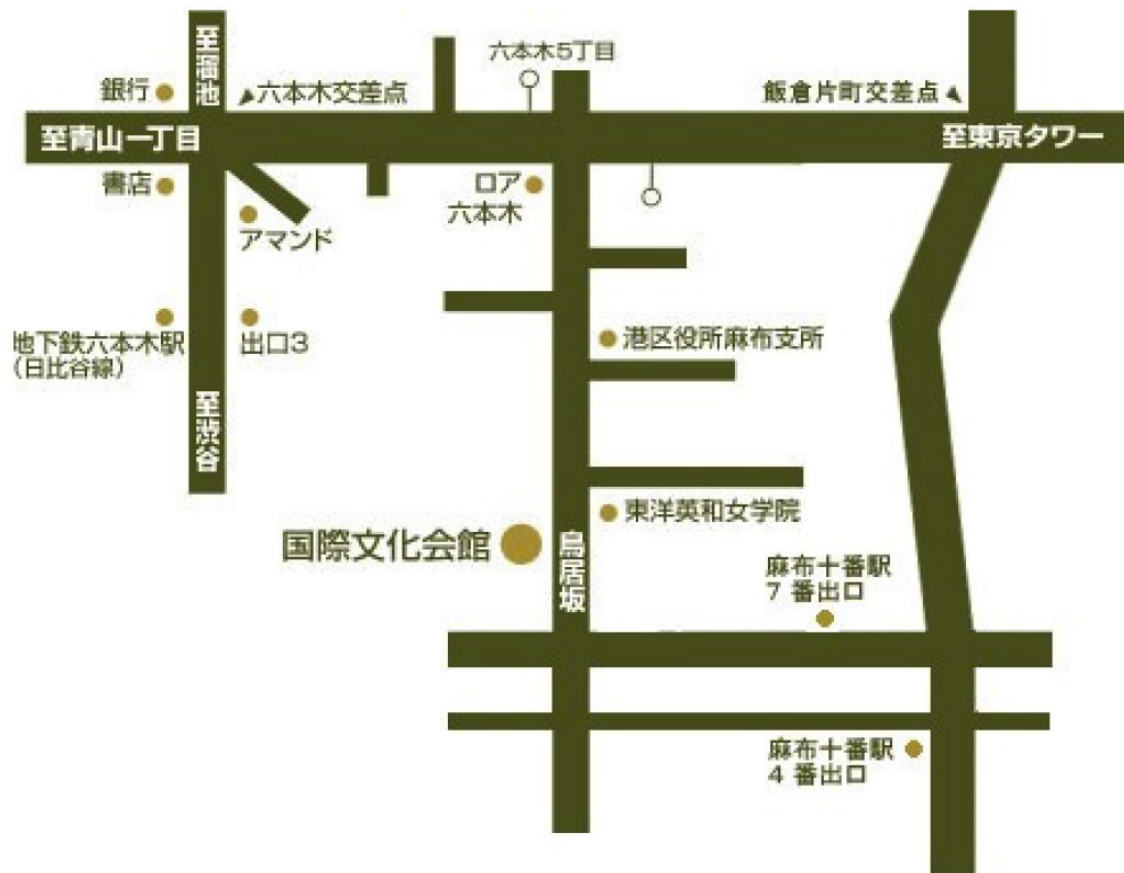 至溜池
銀行
六本木交差点
六本木5丁目
飯倉片町交差点
至青山一丁目
至東京タワー
書店
ロア
六本木
アマンド
地下鉄六本木駅
(日比谷線)
出口3
港区役所麻布支所
至渋谷
東洋英和女学院
国際文化会館
鳥居坂
麻布十番駅
7 番出口
麻布十番駅
4 番出口